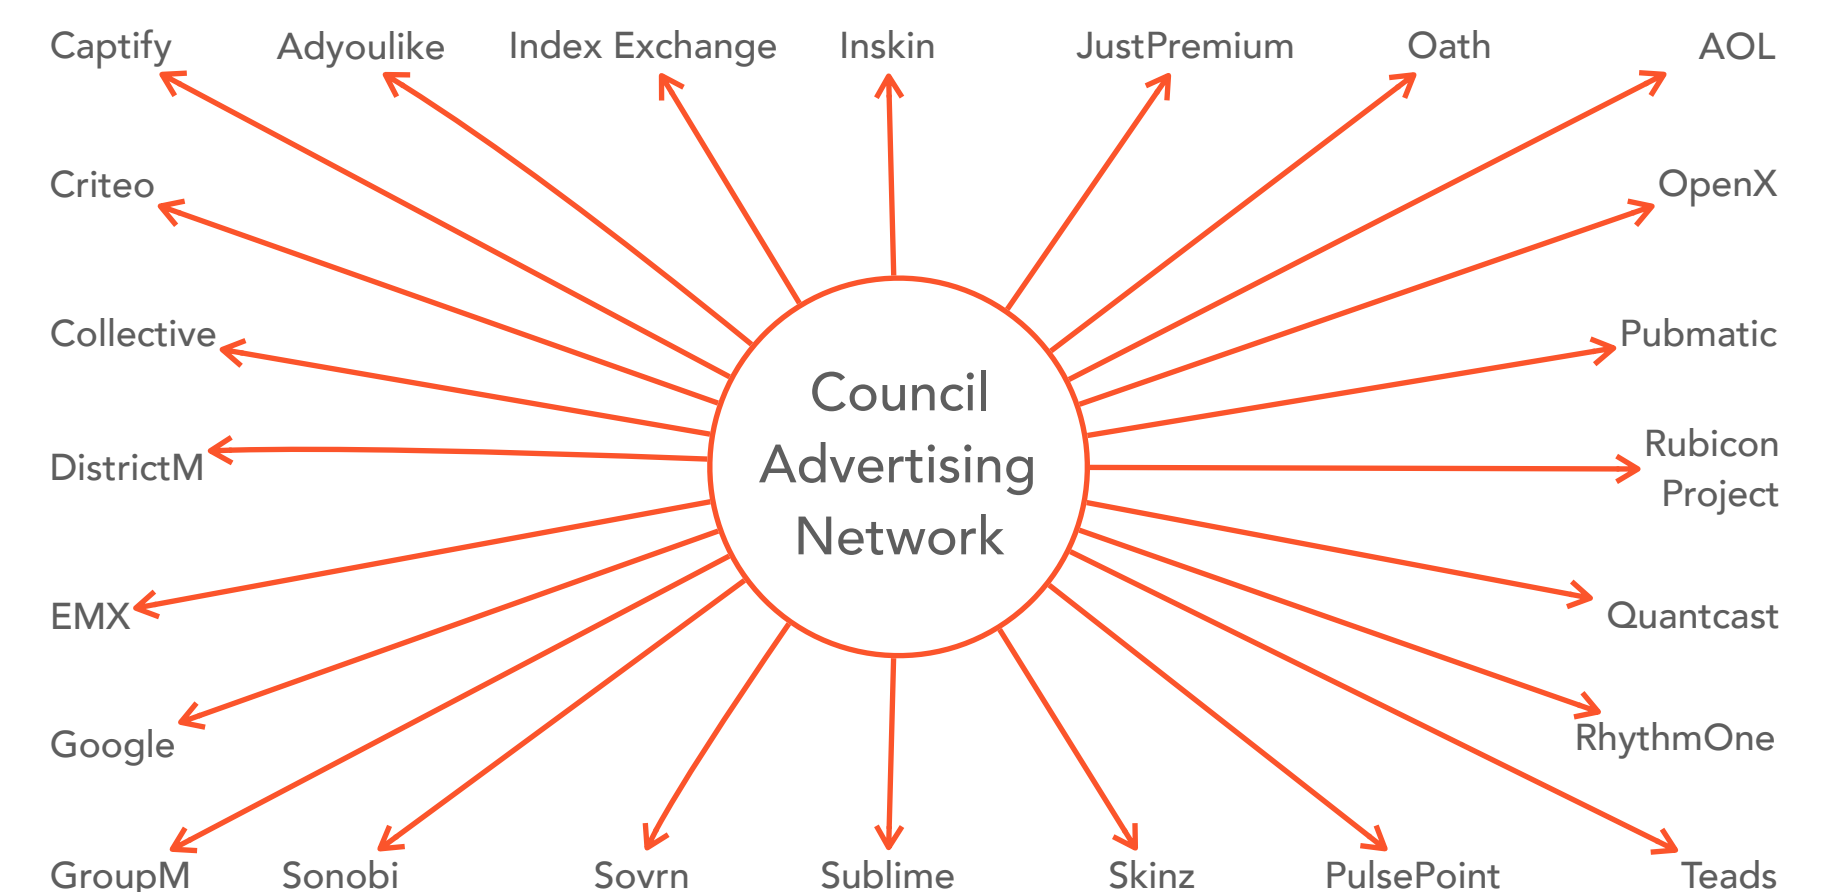 Captify
Adyoulike
Index Exchange
Inskin
JustPremium
Oath
AOL
Criteo
OpenX
Collective
Pubmatic
Council
Advertising
Network
DistrictM
Rubicon
Project
EMX
Quantcast
Google
RhythmOne
GroupM
Sonobi
Sovrn
Sublime
Skinz
PulsePoint
Teads